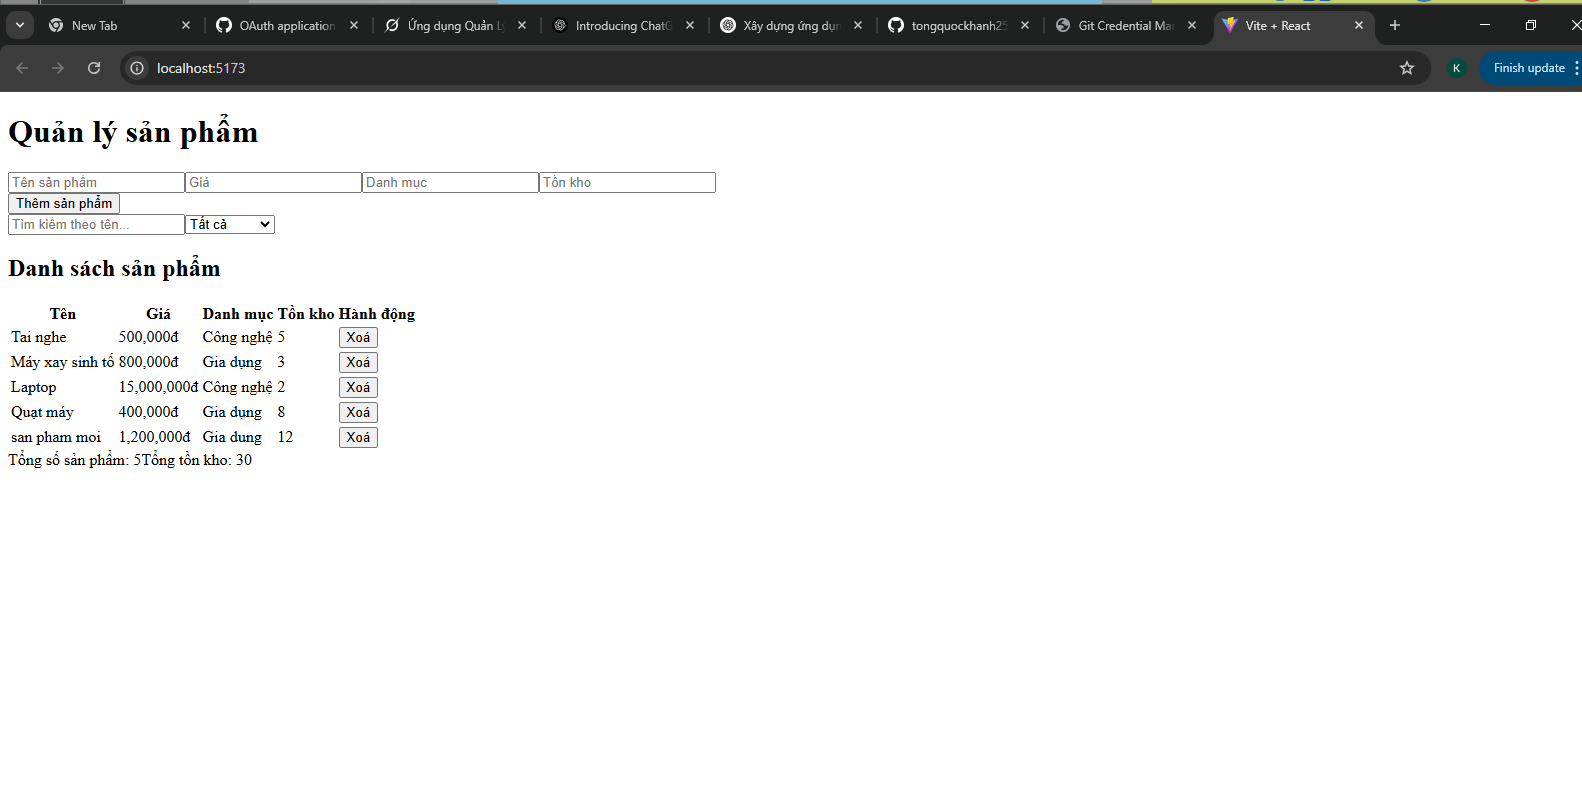 New Tab
OAuth application
Ứng dụng Quản Lý
Introducing ChatG
Xây dựng ứng dụn
tongquockhanh25
Git Credential Ma
Vite + React
localhost:5173
K
Finish update
Quản lý sản phẩm
Tên sản phẩm Giá Danh mục Tồn kho
Thêm sản phẩm
Tìm kiếm theo tên... Tất cả
Danh sách sản phẩm
Tên Giá Danh mục Tồn kho Hành động
Tai nghe 500,000đ Công nghệ 5 Xoá
Máy xay sinh tố 800,000đ Gia dụng 3 Xoá
Laptop 15,000,000đ Công nghệ 2 Xoá
Quạt máy 400,000đ Gia dụng 8 Xoá
san pham moi 1,200,000đ Gia dung 12 Xoá
Tổng số sản phẩm: 5Tổng tồn kho: 30